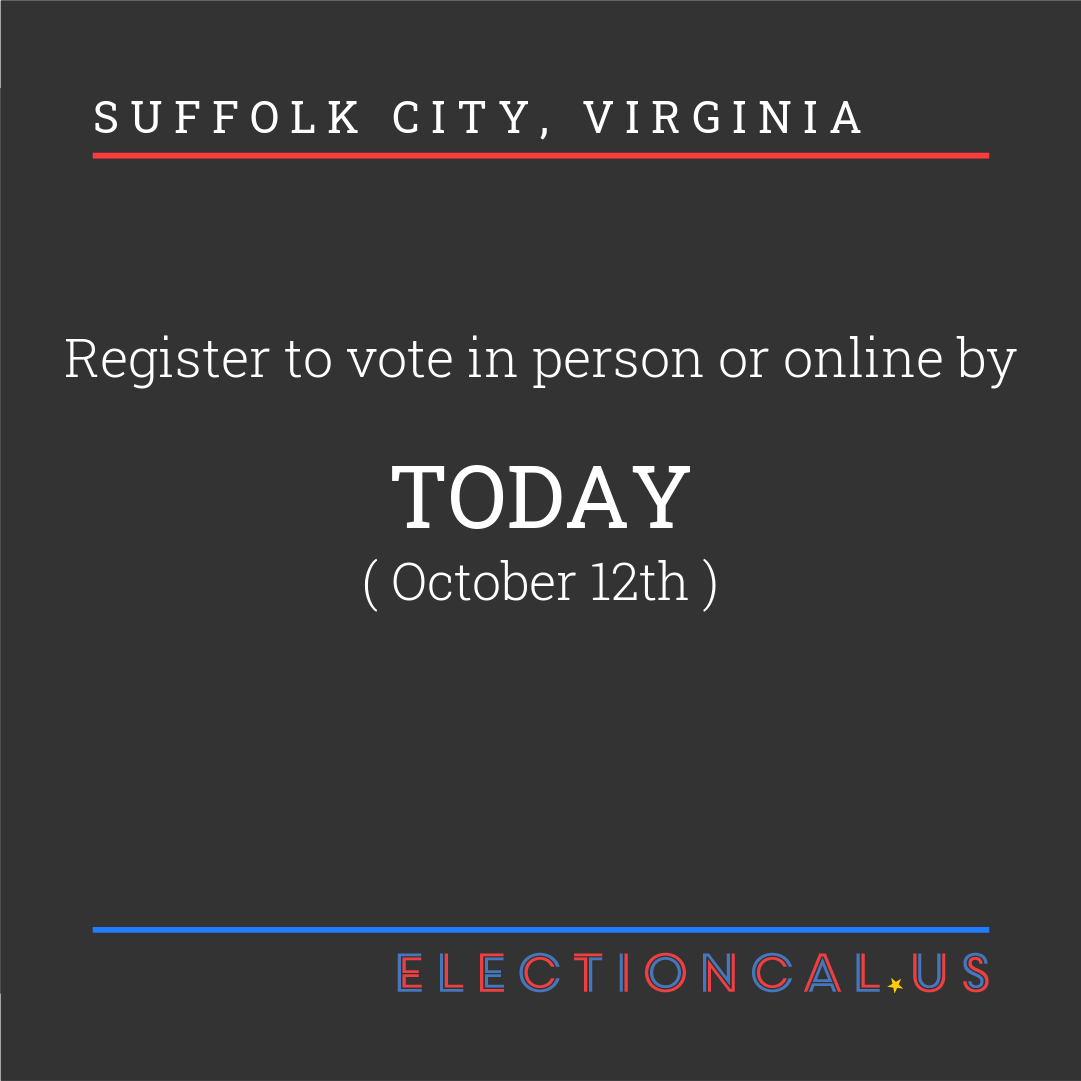 SUFFOLK CITY, VIRGINIA
Register to vote in person or online by
TODAY
( October 12th )
ELECTIONCAL.US